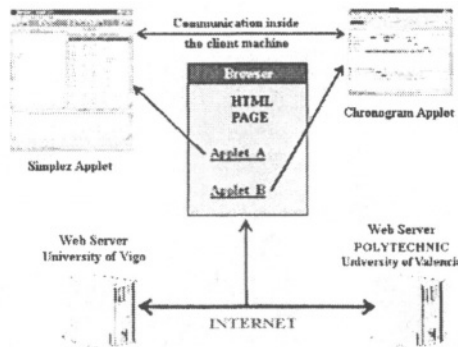 Communication inside
the client machine
Browser
HTML
PAGE
Applet A
Applet B
Simplez Applet
Chronogram Applet
Web Server
University of Vigo
Web Server
POLYTECHNIC
University of Valencia
INTERNET